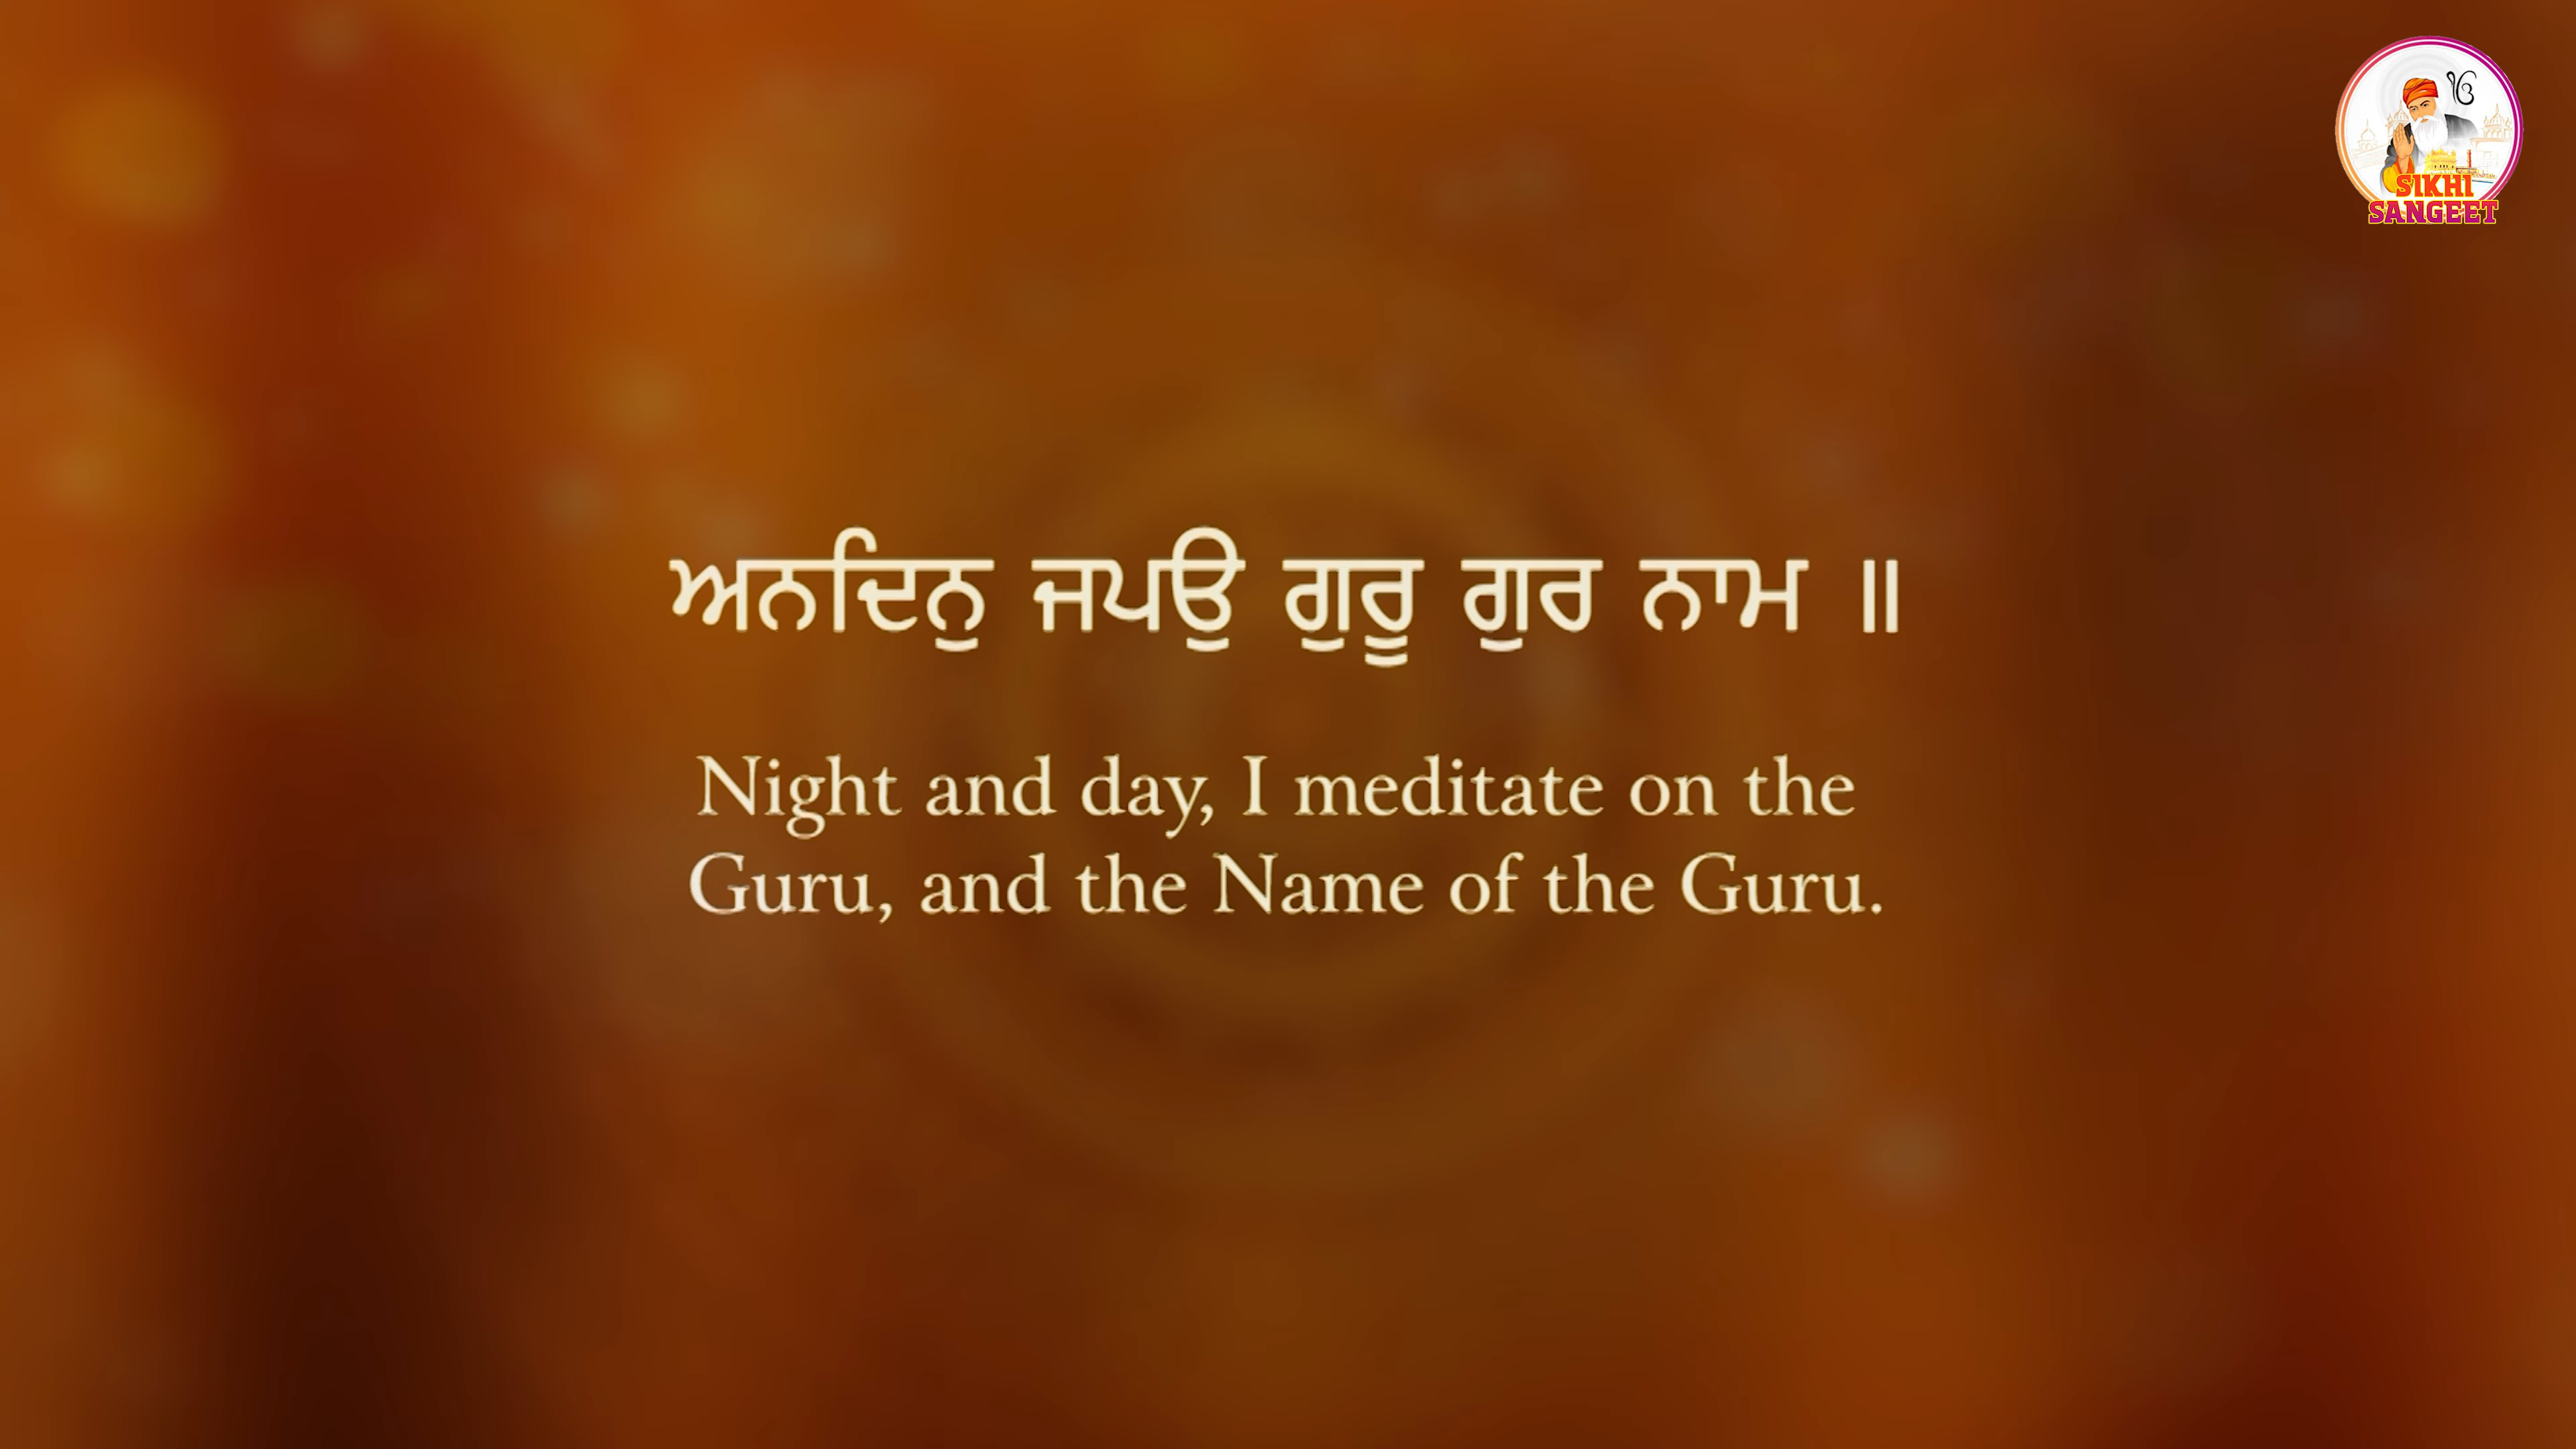 ੴ
SIKHI
SANGEET
ਅਨਦਿਨੁ ਜਪਉ ਗੁਰੂ ਗੁਰ ਨਾਮ ॥
Night and day, I meditate on the
Guru, and the Name of the Guru.